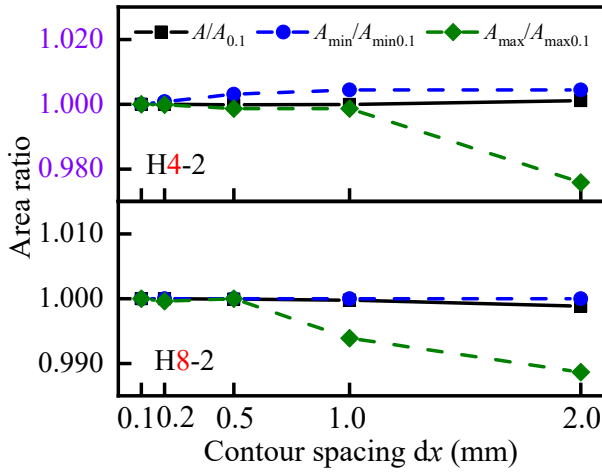 A/A0.1 Amin/Amin0.1 Amax/Amax0.1
1.020
1.000
0.980
H4-2
Area ratio
1.010
1.000
0.990
H8-2
0.1 0.2 0.5 1.0 2.0
Contour spacing dx (mm)